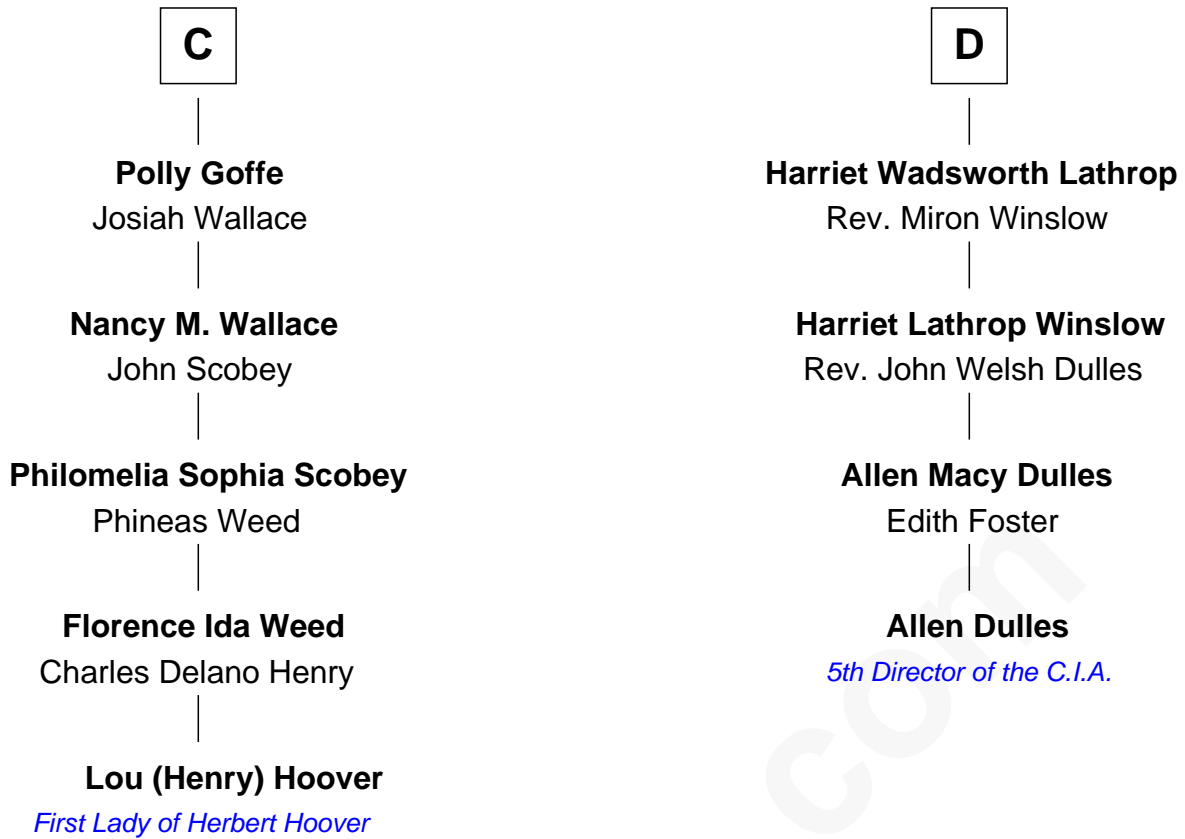 C
Polly Goffe
Josiah Wallace
Nancy M. Wallace
John Scobey
Philomelia Sophia Scobey
Phineas Weed
Florence Ida Weed
Charles Delano Henry
Lou (Henry) Hoover
First Lady of Herbert Hoover
D
Harriet Wadsworth Lathrop
Rev. Miron Winslow
Harriet Lathrop Winslow
Rev. John Welsh Dulles
Allen Macy Dulles
Edith Foster
Allen Dulles
5th Director of the C.I.A.
com